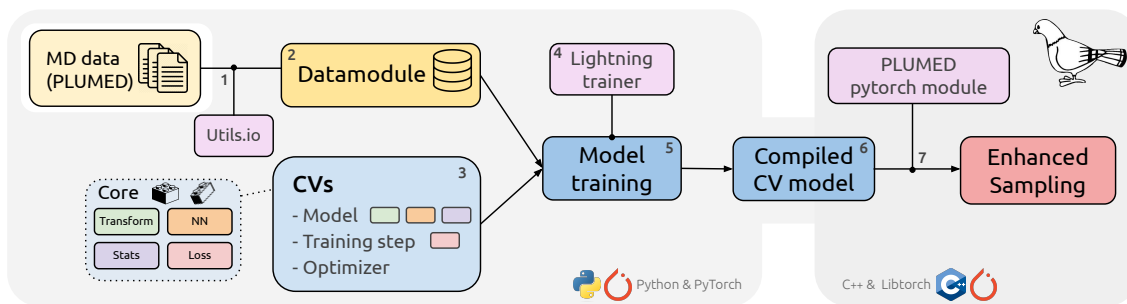 MD data
(PLUMED)
1
Utils.io
2
Datamodule
Core
Transform
NN
Stats
Loss
3
CVs
- Model
- Training step
- Optimizer
4
Lightning
trainer
5
Model
training
6
Compiled
CV model
PLUMED
pytorch module
7
Enhanced
Sampling
Python & PyTorch
C++ & Libtorch
C++